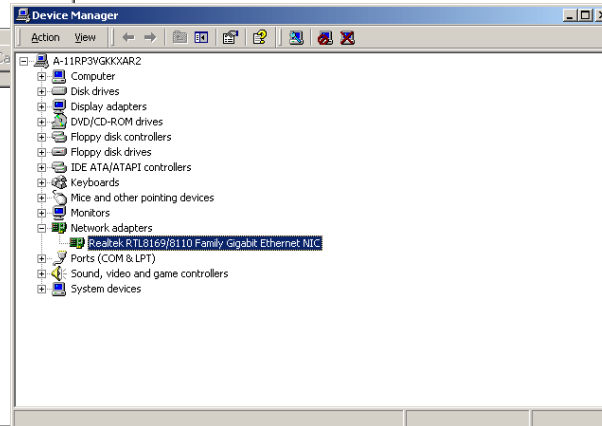 Device Manager
Action View
A-11RP3VGKKXAR2
Computer
Disk drives
Display adapters
DVD/CD-ROM drives
Floppy disk controllers
Floppy disk drives
IDE ATA/ATAPI controllers
Keyboards
Mice and other pointing devices
Monitors
Network adapters
Realtek RTL8169/8110 Family Gigabit Ethernet NIC
Ports (COM & LPT)
Sound, video and game controllers
System devices